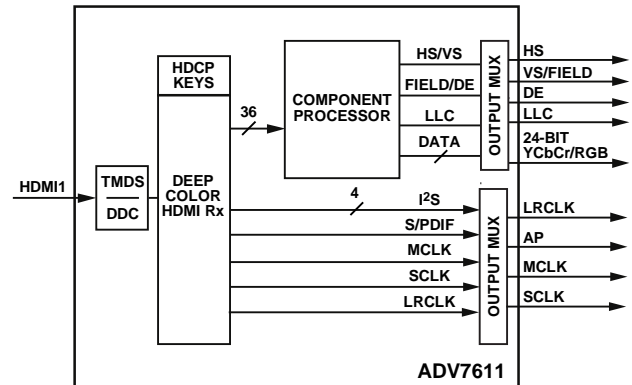 HDMI1
TMDS
DDC
HDCP
KEYS
DEEP
COLOR
HDMI Rx
36
COMPONENT
PROCESSOR
HS/VS
FIELD/DE
LLC
DATA
OUTPUT MUX
HS
VS/FIELD
DE
LLC
24-BIT
YCbCr/RGB
4
I²S
S/PDIF
MCLK
SCLK
LRCLK
OUTPUT MUX
LRCLK
AP
MCLK
SCLK
ADV7611